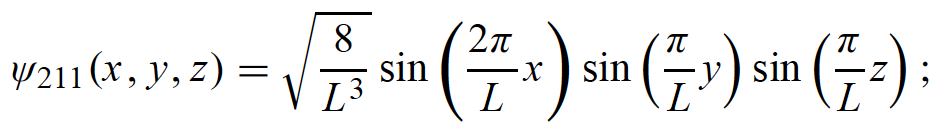 ψ₂₁₁(x, y, z) = √(8/L³) sin (2π/L x) sin (π/L y) sin (π/L z) ;